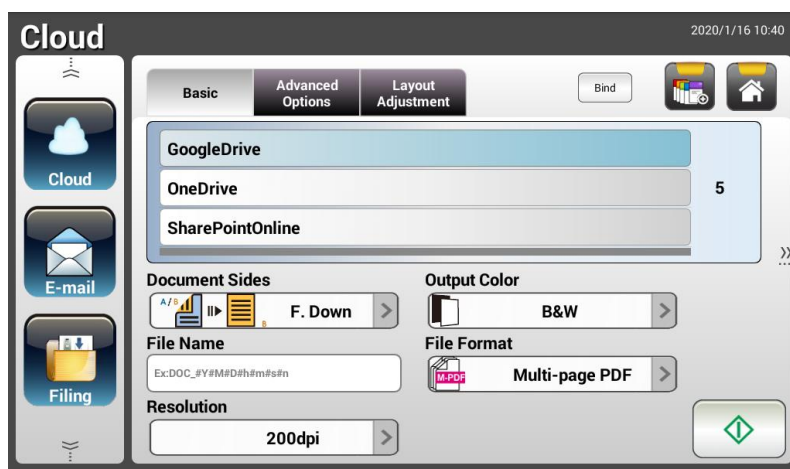 Cloud
2020/1/16 10:40
Basic
Advanced
Options
Layout
Adjustment
Bind
Cloud
E-mail
Filing
GoogleDrive
OneDrive
SharePointOnline
5
Document Sides
A/B
B
F. Down
Output Color
B&W
File Name
Ex:DOC_#Y#M#D#h#m#s#n
File Format
M-PDF
Multi-page PDF
Resolution
200dpi